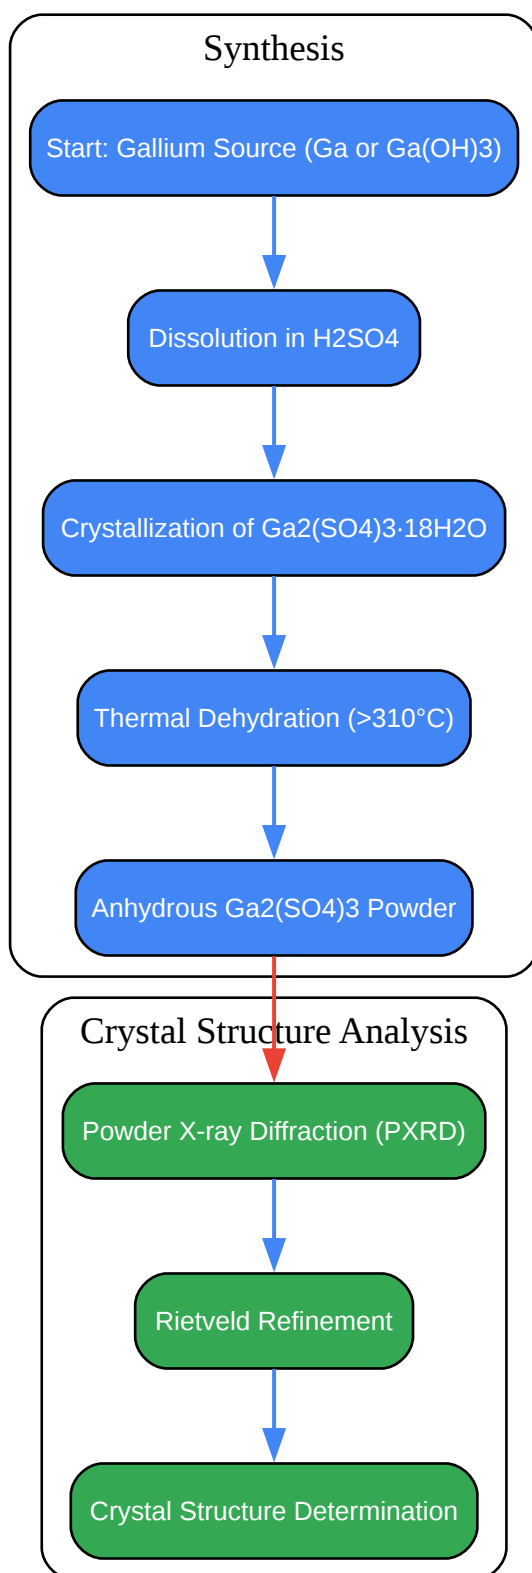 Synthesis
Start: Gallium Source (Ga or Ga(OH)3)
Dissolution in H2SO4
Crystallization of Ga2(SO4)3·18H2O
Thermal Dehydration (>310°C)
Anhydrous Ga2(SO4)3 Powder
Crystal Structure Analysis
Powder X-ray Diffraction (PXRD)
Rietveld Refinement
Crystal Structure Determination